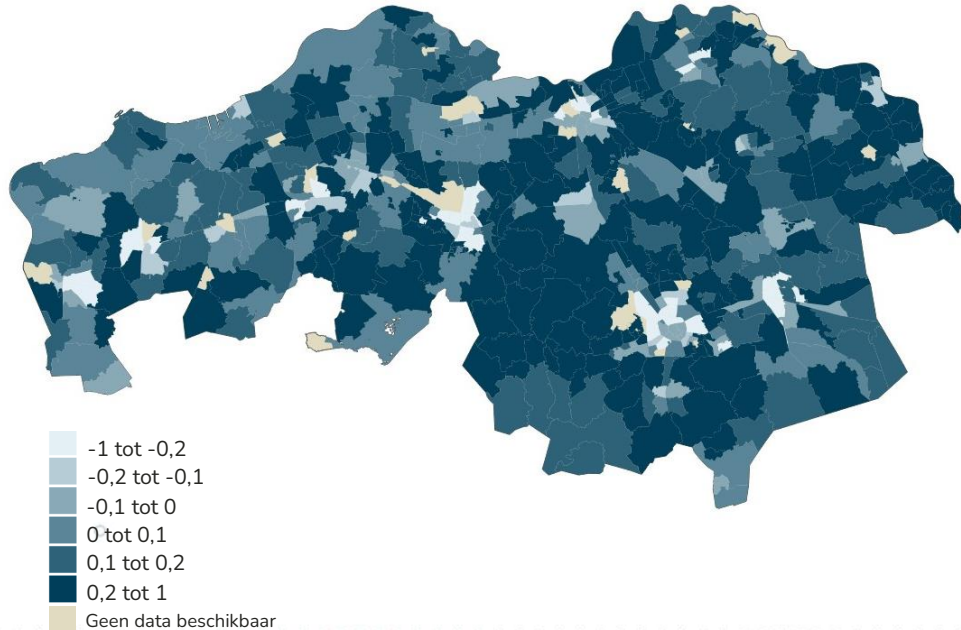 -1 tot -0,2
-0,2 tot -0,1
-0,1 tot 0
0 tot 0,1
0,1 tot 0,2
0,2 tot 1
Geen data beschikbaar